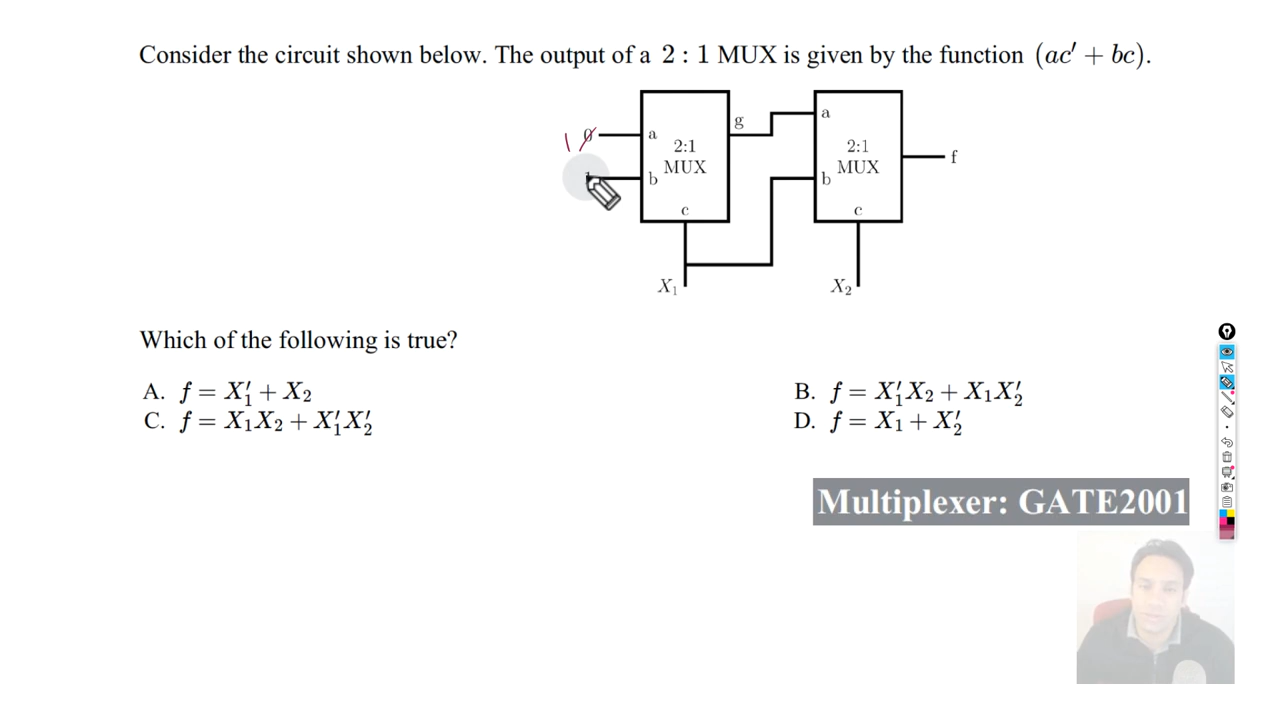 Consider the circuit shown below. The output of a 2 : 1 MUX is given by the function (ac′ + bc).
g
a
1 0
a
2:1
MUX
2:1
MUX
f
b
b
c
c
X₁
X₂
Which of the following is true?
A. f = X₁′ + X₂
B. f = X₁′X₂ + X₁X₂′
C. f = X₁X₂ + X₁′X₂′
D. f = X₁ + X₂′
Multiplexer: GATE2001